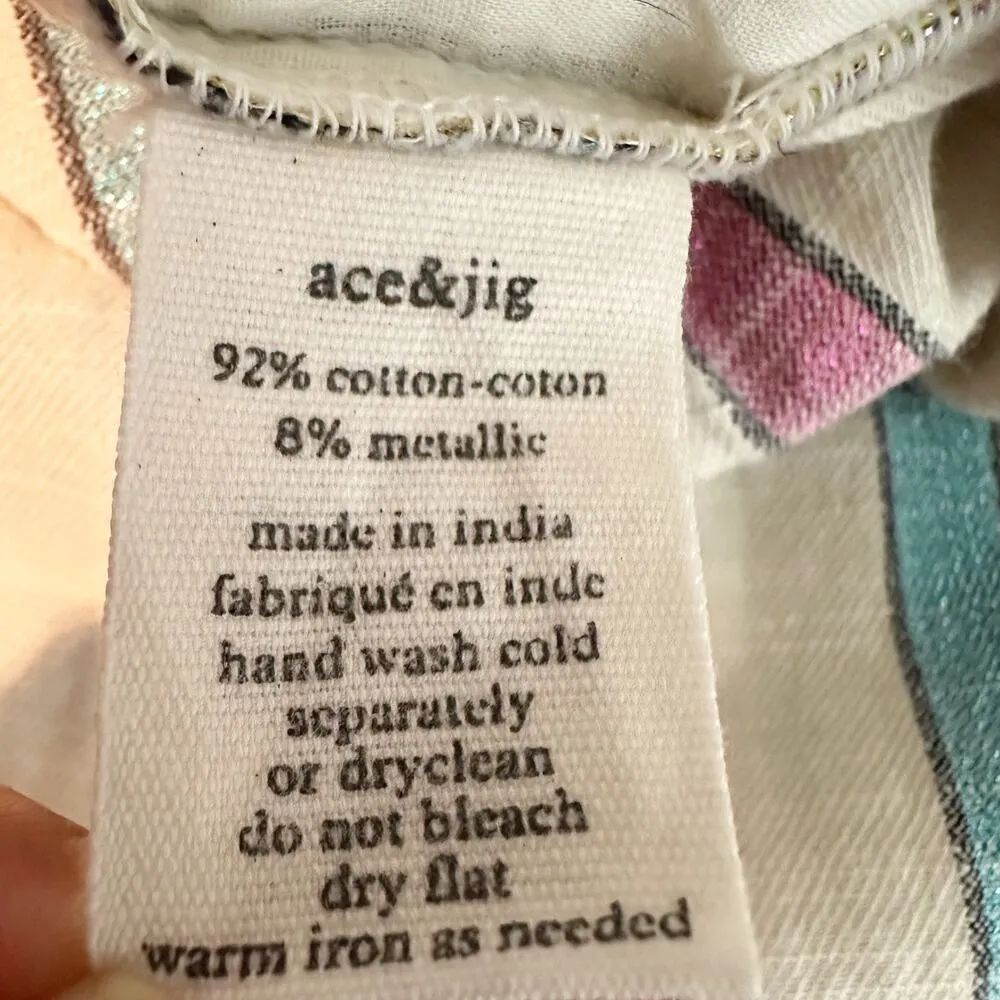 ace&jig
92% cotton-coton
8% metallic
made in india
fabriqué en inde
hand wash cold
separately
or dryclean
do not bleach
dry flat
warm iron as needed